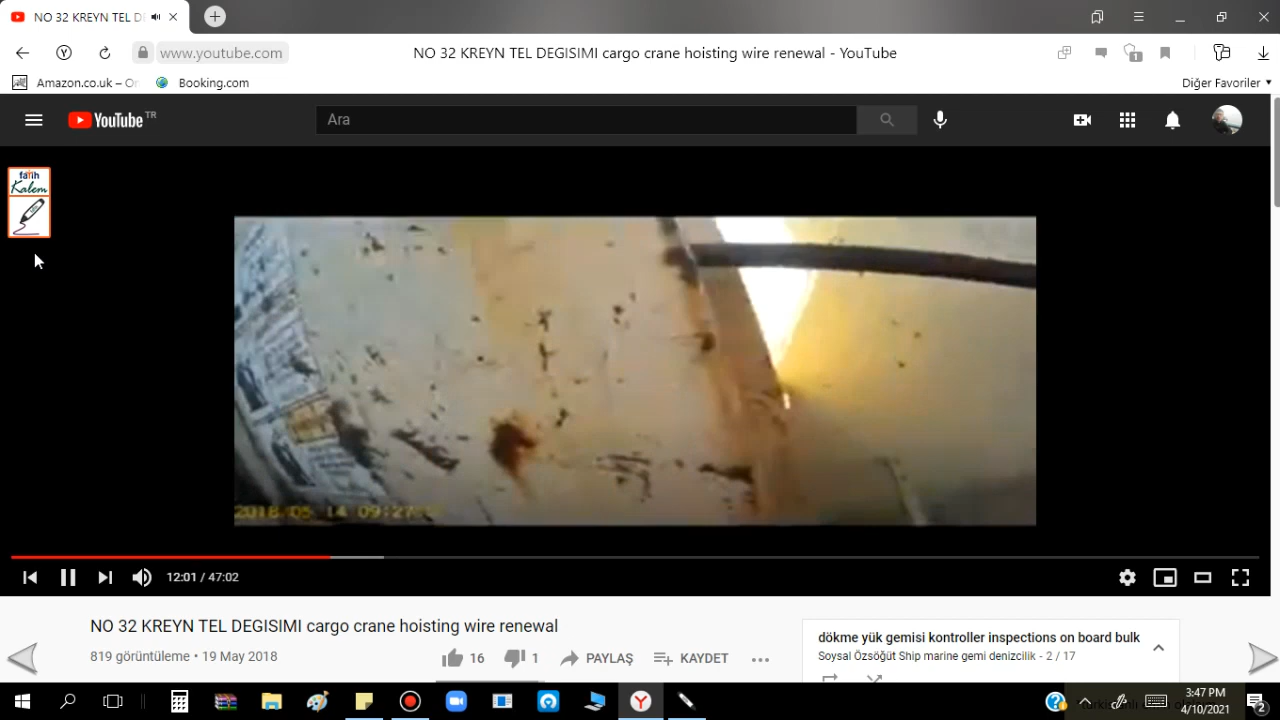 NO 32 KREYN TEL D
www.youtube.com
NO 32 KREYN TEL DEGISIMI cargo crane hoisting wire renewal - YouTube
1
Amazon.co.uk – O
Booking.com
Diğer Favoriler
YouTube TR
Ara
fatih
Kalem
2018/05/14 09:27
12:01 / 47:02
NO 32 KREYN TEL DEGISIMI cargo crane hoisting wire renewal
819 görüntüleme • 19 May 2018
16
1
PAYLAŞ
KAYDET
dökme yük gemisi kontroller inspections on board bulk
Soysal Özsöğüt Ship marine gemi denizcilik - 2 / 17
3:47 PM
4/10/2021
2